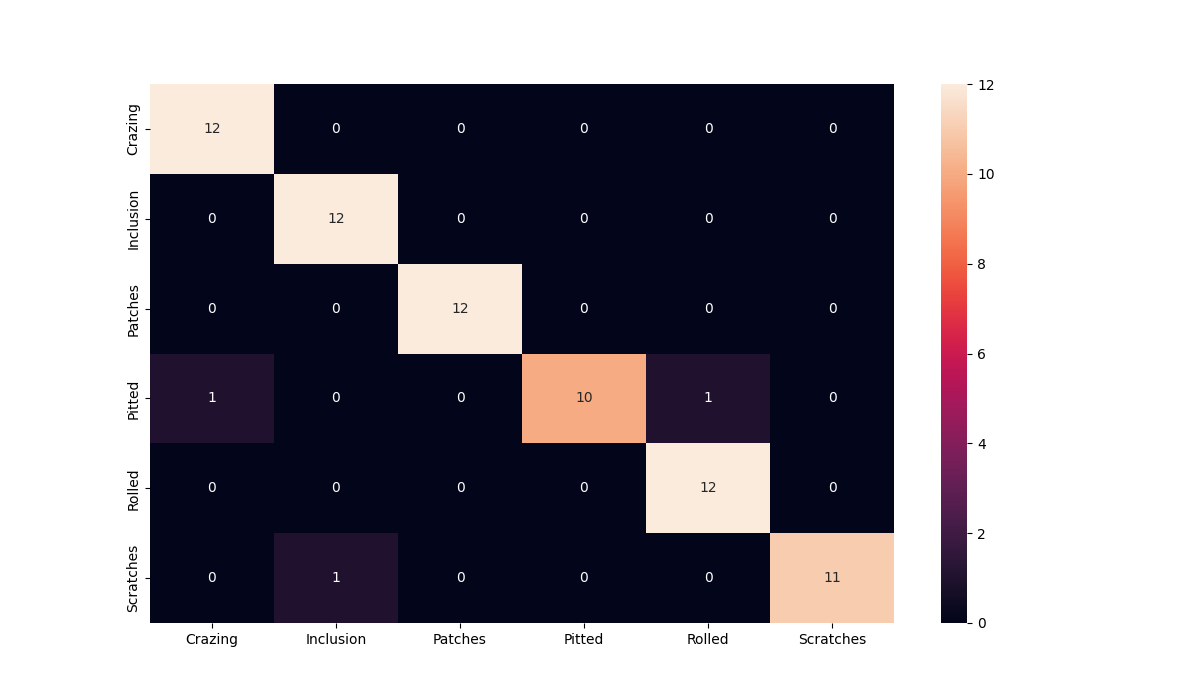 Crazing 12 0 0 0 0 0
Inclusion 0 12 0 0 0 0
Patches 0 0 12 0 0 0
Pitted 1 0 0 10 1 0
Rolled 0 0 0 0 12 0
Scratches 0 1 0 0 0 11
Crazing Inclusion Patches Pitted Rolled Scratches
12
10
8
6
4
2
0